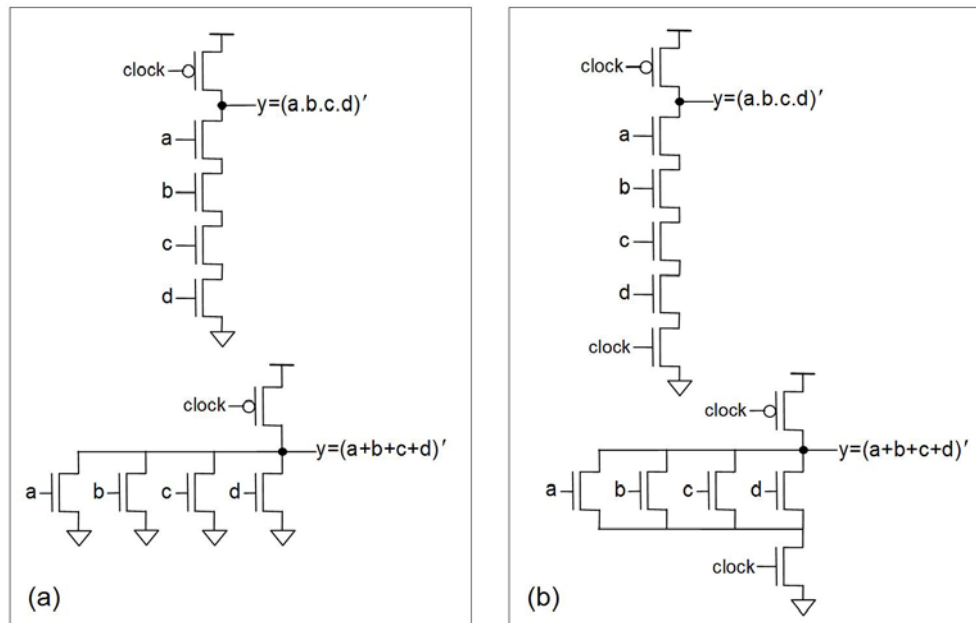 clock
y=(a.b.c.d)′
a
b
c
d
clock
y=(a+b+c+d)′
a
b
c
d
(a)
clock
y=(a.b.c.d)′
a
b
c
d
clock
clock
y=(a+b+c+d)′
a
b
c
d
clock
(b)